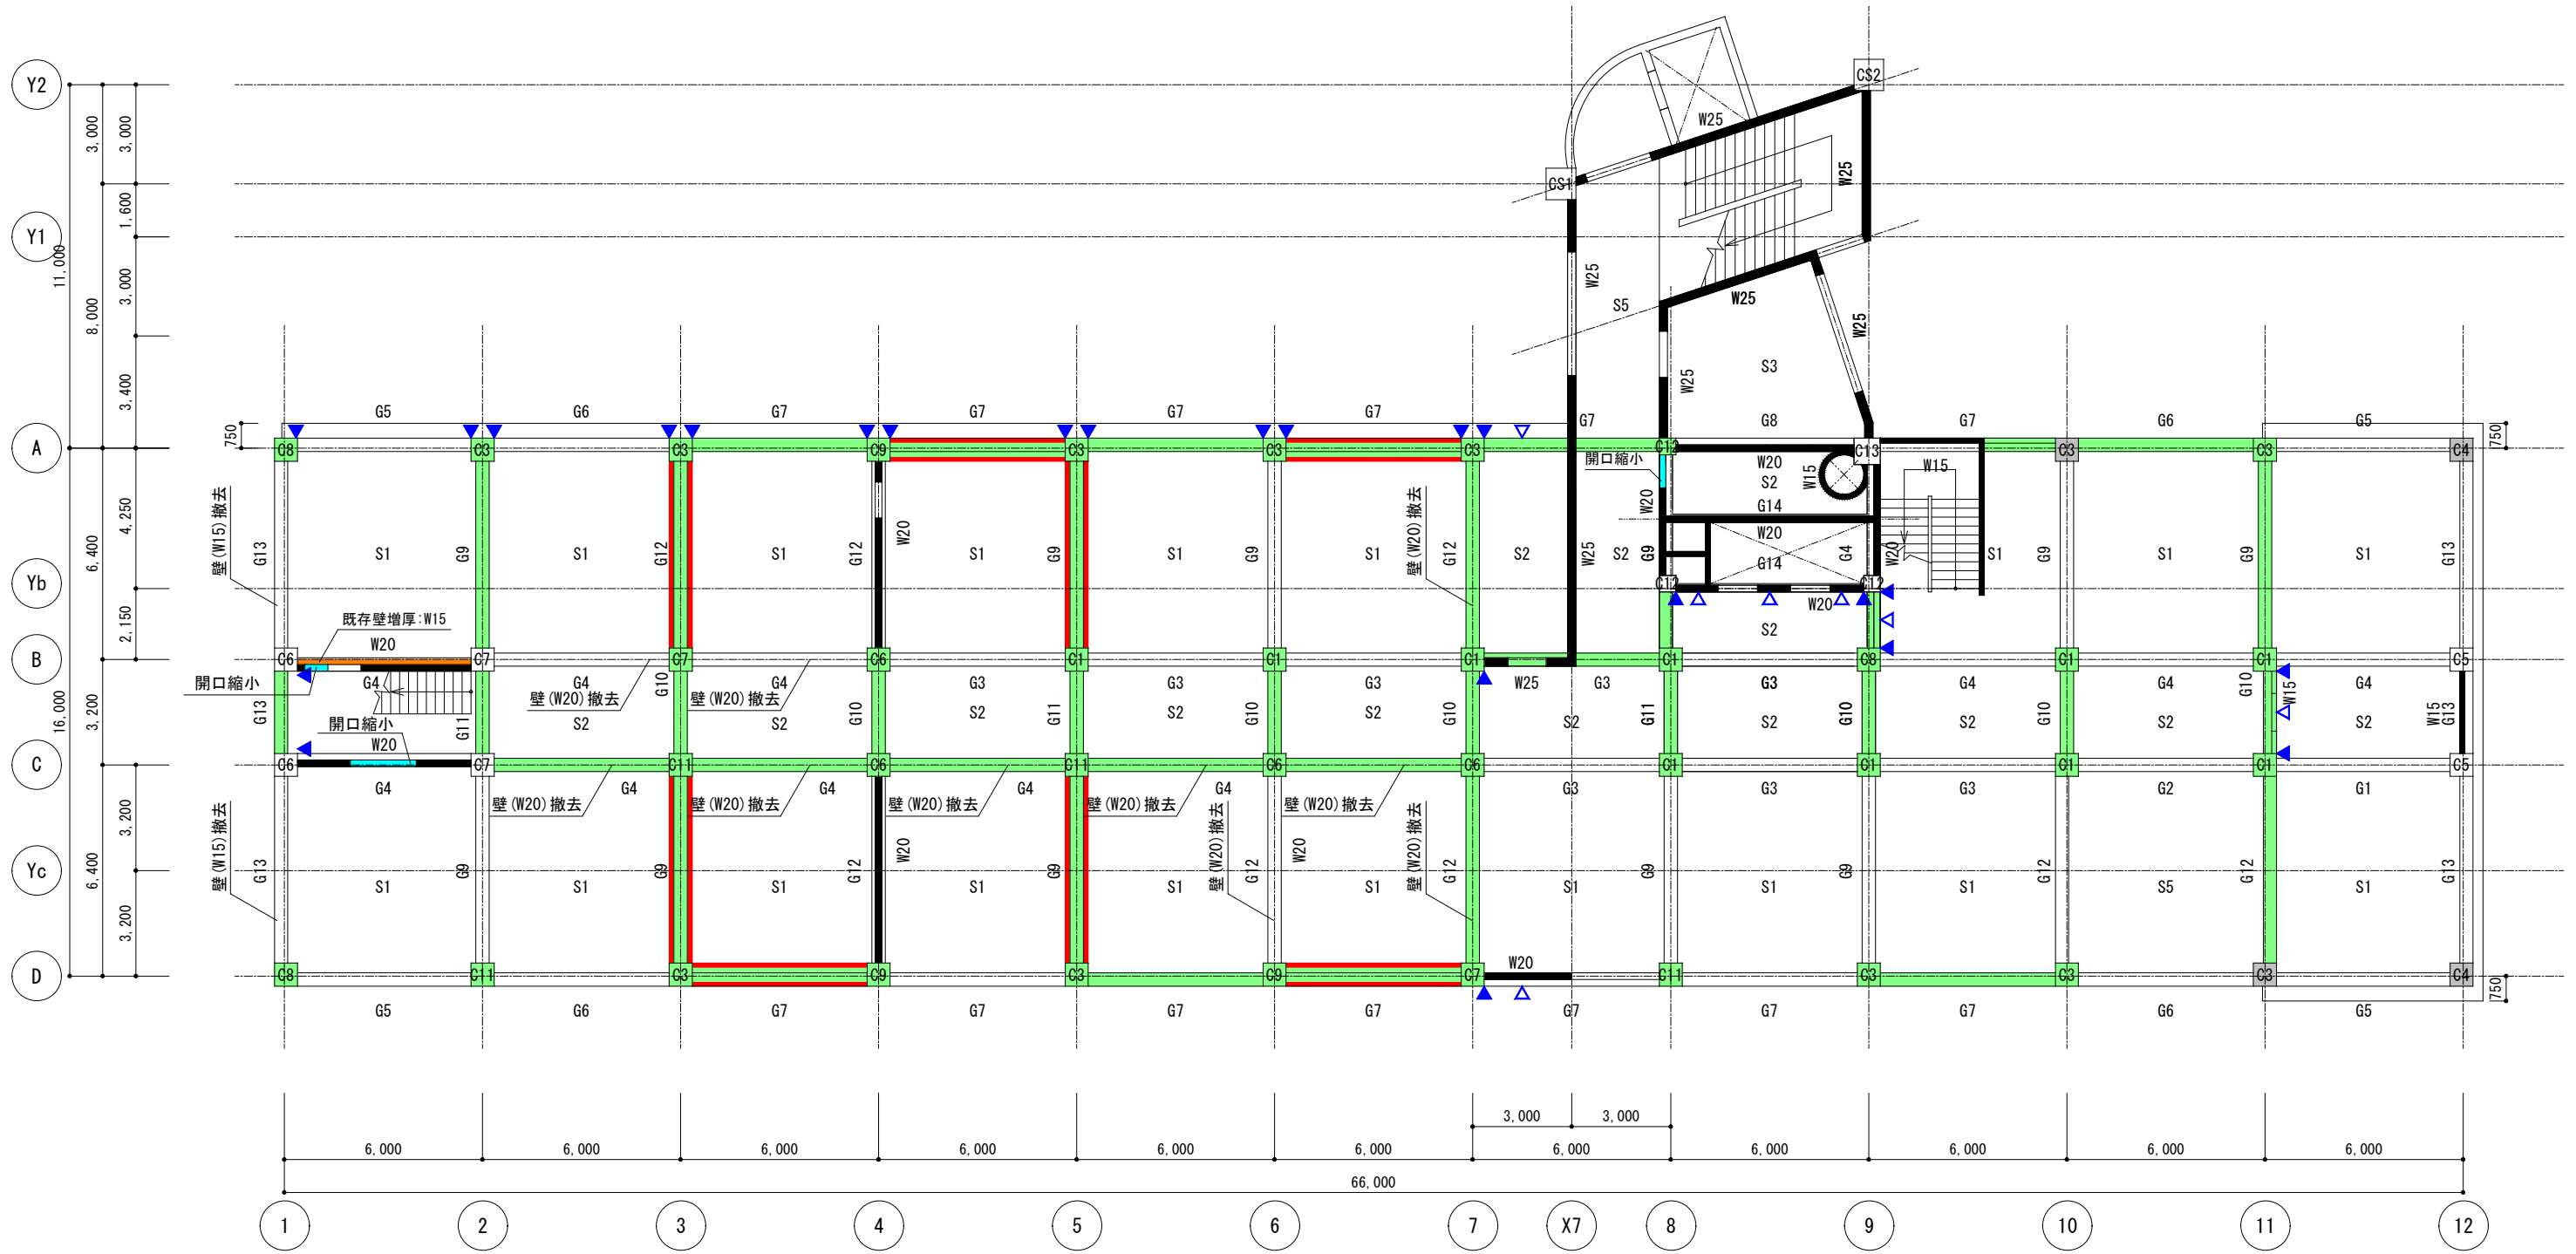 Y2
3,000
3,000
CS2
W25
CS1
W25
1,600
Y1
11,000
8,000
3,000
W25
S5
W25
W25
3,400
W25
S3
750
G5
G6
G7
G7
G7
G7
G7
G8
G7
G6
G5
750
A
C8
C3
C3
C9
C3
C3
C3
C12
C13
C3
C3
C4
開口縮小
W20
S2
W15
W15
G14
W20
4,250
6,400
壁(W15)撤去
G13
S1
G9
S1
G12
S1
G12
W20
S1
G9
S1
G9
S1
壁(W20)撤去
G12
S2
W25
S2
G9
W20
G14
G4
W20
S1
G9
S1
G9
S1
G13
Yb
C12
C12
W20
2,150
既存壁増厚:W15
W20
S2
B
C6
C7
C7
C6
C1
C1
C1
C1
C8
C1
C1
C5
開口縮小
G4
G4
壁(W20)撤去
S2
G4
壁(W20)撤去
S2
G3
S2
G3
S2
G3
S2
W25
G3
S2
G3
S2
G4
S2
G4
S2
G4
S2
16,000
3,200
G13
G11
G10
G10
G11
G10
G10
G11
G10
G10
G10
W15
W15
G13
開口縮小
W20
C
C6
C7
C11
C6
C11
C6
C6
C1
C1
C1
C1
C5
G4
G4
G4
G4
G4
G3
G3
G3
G2
G1
壁(W20)撤去
壁(W20)撤去
壁(W20)撤去
壁(W20)撤去
壁(W20)撤去
3,200
6,400
壁(W15)撤去
W20
壁(W20)撤去
W20
壁(W20)撤去
Yc
G13
S1
G9
S1
G9
S1
G12
S1
G9
S1
G12
S1
G12
S1
G9
S1
G9
S1
G12
S5
G12
S1
G13
3,200
W20
D
C8
C11
C3
C9
C3
C9
C7
C11
C3
C3
C3
C4
750
G5
G6
G7
G7
G7
G7
G7
G7
G7
G6
G5
3,000
3,000
6,000
6,000
6,000
6,000
6,000
6,000
6,000
6,000
6,000
6,000
6,000
66,000
1
2
3
4
5
6
7
X7
8
9
10
11
12